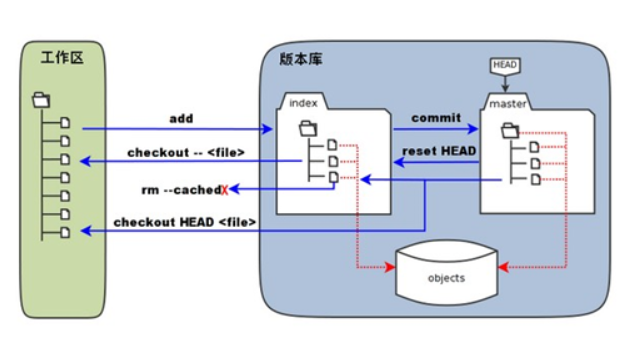 工作区
版本库
HEAD
index
master
add
commit
checkout -- <file>
reset HEAD
rm --cached
checkout HEAD <file>
objects